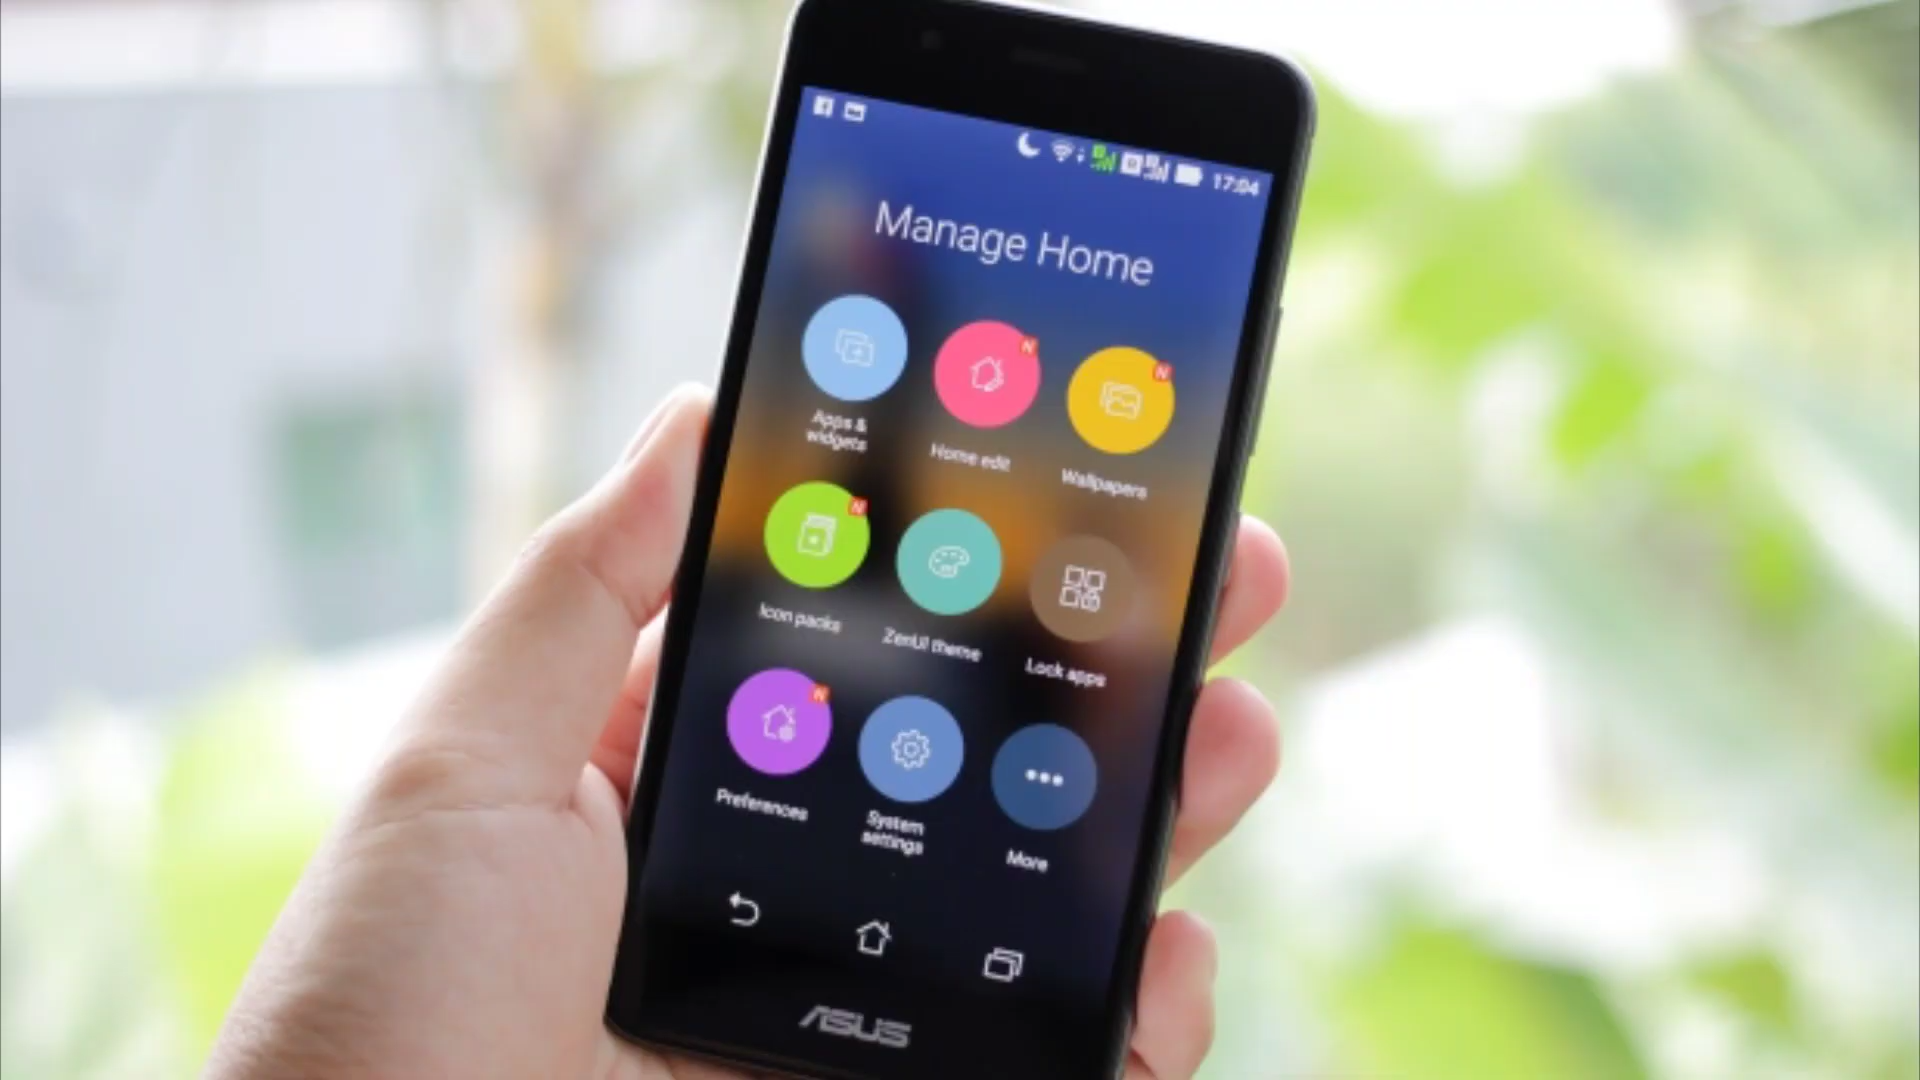 17:04
Manage Home
Apps &
widgets
Home edit
Wallpapers
Icon packs
ZenUI theme
Lock apps
Preferences
System
settings
More
ASUS